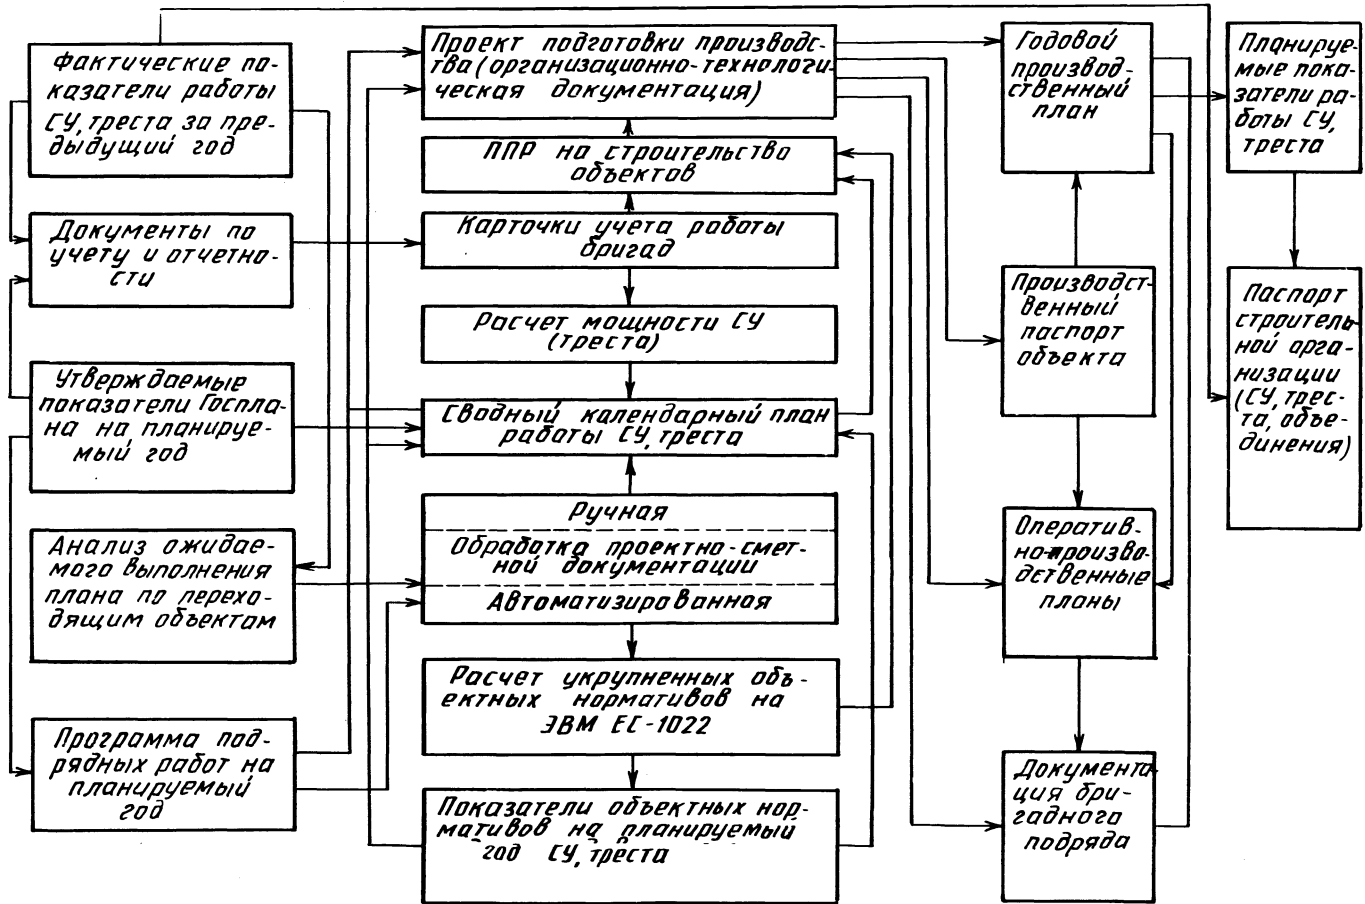 Фактические по-
казатели работы
СУ, треста за пре-
дыдущий год
Документы по
учету и отчетно-
сти
Утверждаемые
показатели Госпла-
на на планируе-
мый год
Анализ ожидае-
мого выполнения
плана по перехо-
дящим объектам
Программа под-
рядных работ на
планируемый
год
Проект подготовки производс-
тва (организационно-технологи-
ческая документация)
ППР на строительство
объектов
Карточки учета работы
бригад
Расчет мощности СУ
(треста)
Сводный календарный план
работы СУ, треста
Ручная
Обработка проектно-смет-
ной документации
Автоматизированная
Расчет укрупненных объ-
ектных нормативов на
ЭВМ ЕС-1022
Показатели объектных нор-
мативов на планируемый
год СУ, треста
Годовой
производ-
ственный
план
Производст-
венный
паспорт
объекта
Оператив-
но-произво-
дственные
планы
Документа-
ция бри-
гадного
подряда
Планируе-
мые пока-
затели ра-
боты СУ,
треста
Паспорт
строитель-
ной орга-
низации
(СУ, трес-
та, объе-
динения)